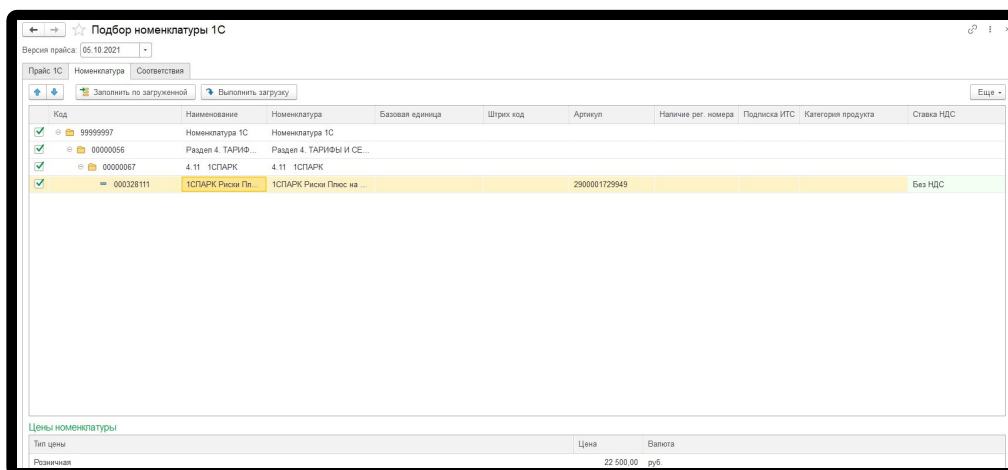 Подбор номенклатуры 1С
Версия прайса: 05.10.2021
Прайс 1С Номенклатура Соответствия
Заполнить по загруженной Выполнить загрузку Еще
Код Наименование Номенклатура Базовая единица Штрих код Артикул Наличие рег. номера Подписка ИТС Категория продукта Ставка НДС
99999997 Номенклатура 1С Номенклатура 1С
00000056 Раздел 4. ТАРИФ... Раздел 4. ТАРИФЫ И СЕ...
00000067 4.11 1СПАРК 4.11 1СПАРК
000328111 1СПАРК Риски Пл... 1СПАРК Риски Плюс на ... 2900001729949 Без НДС
Цены номенклатуры
Тип цены Цена Валюта
Розничная 22 500,00 руб.